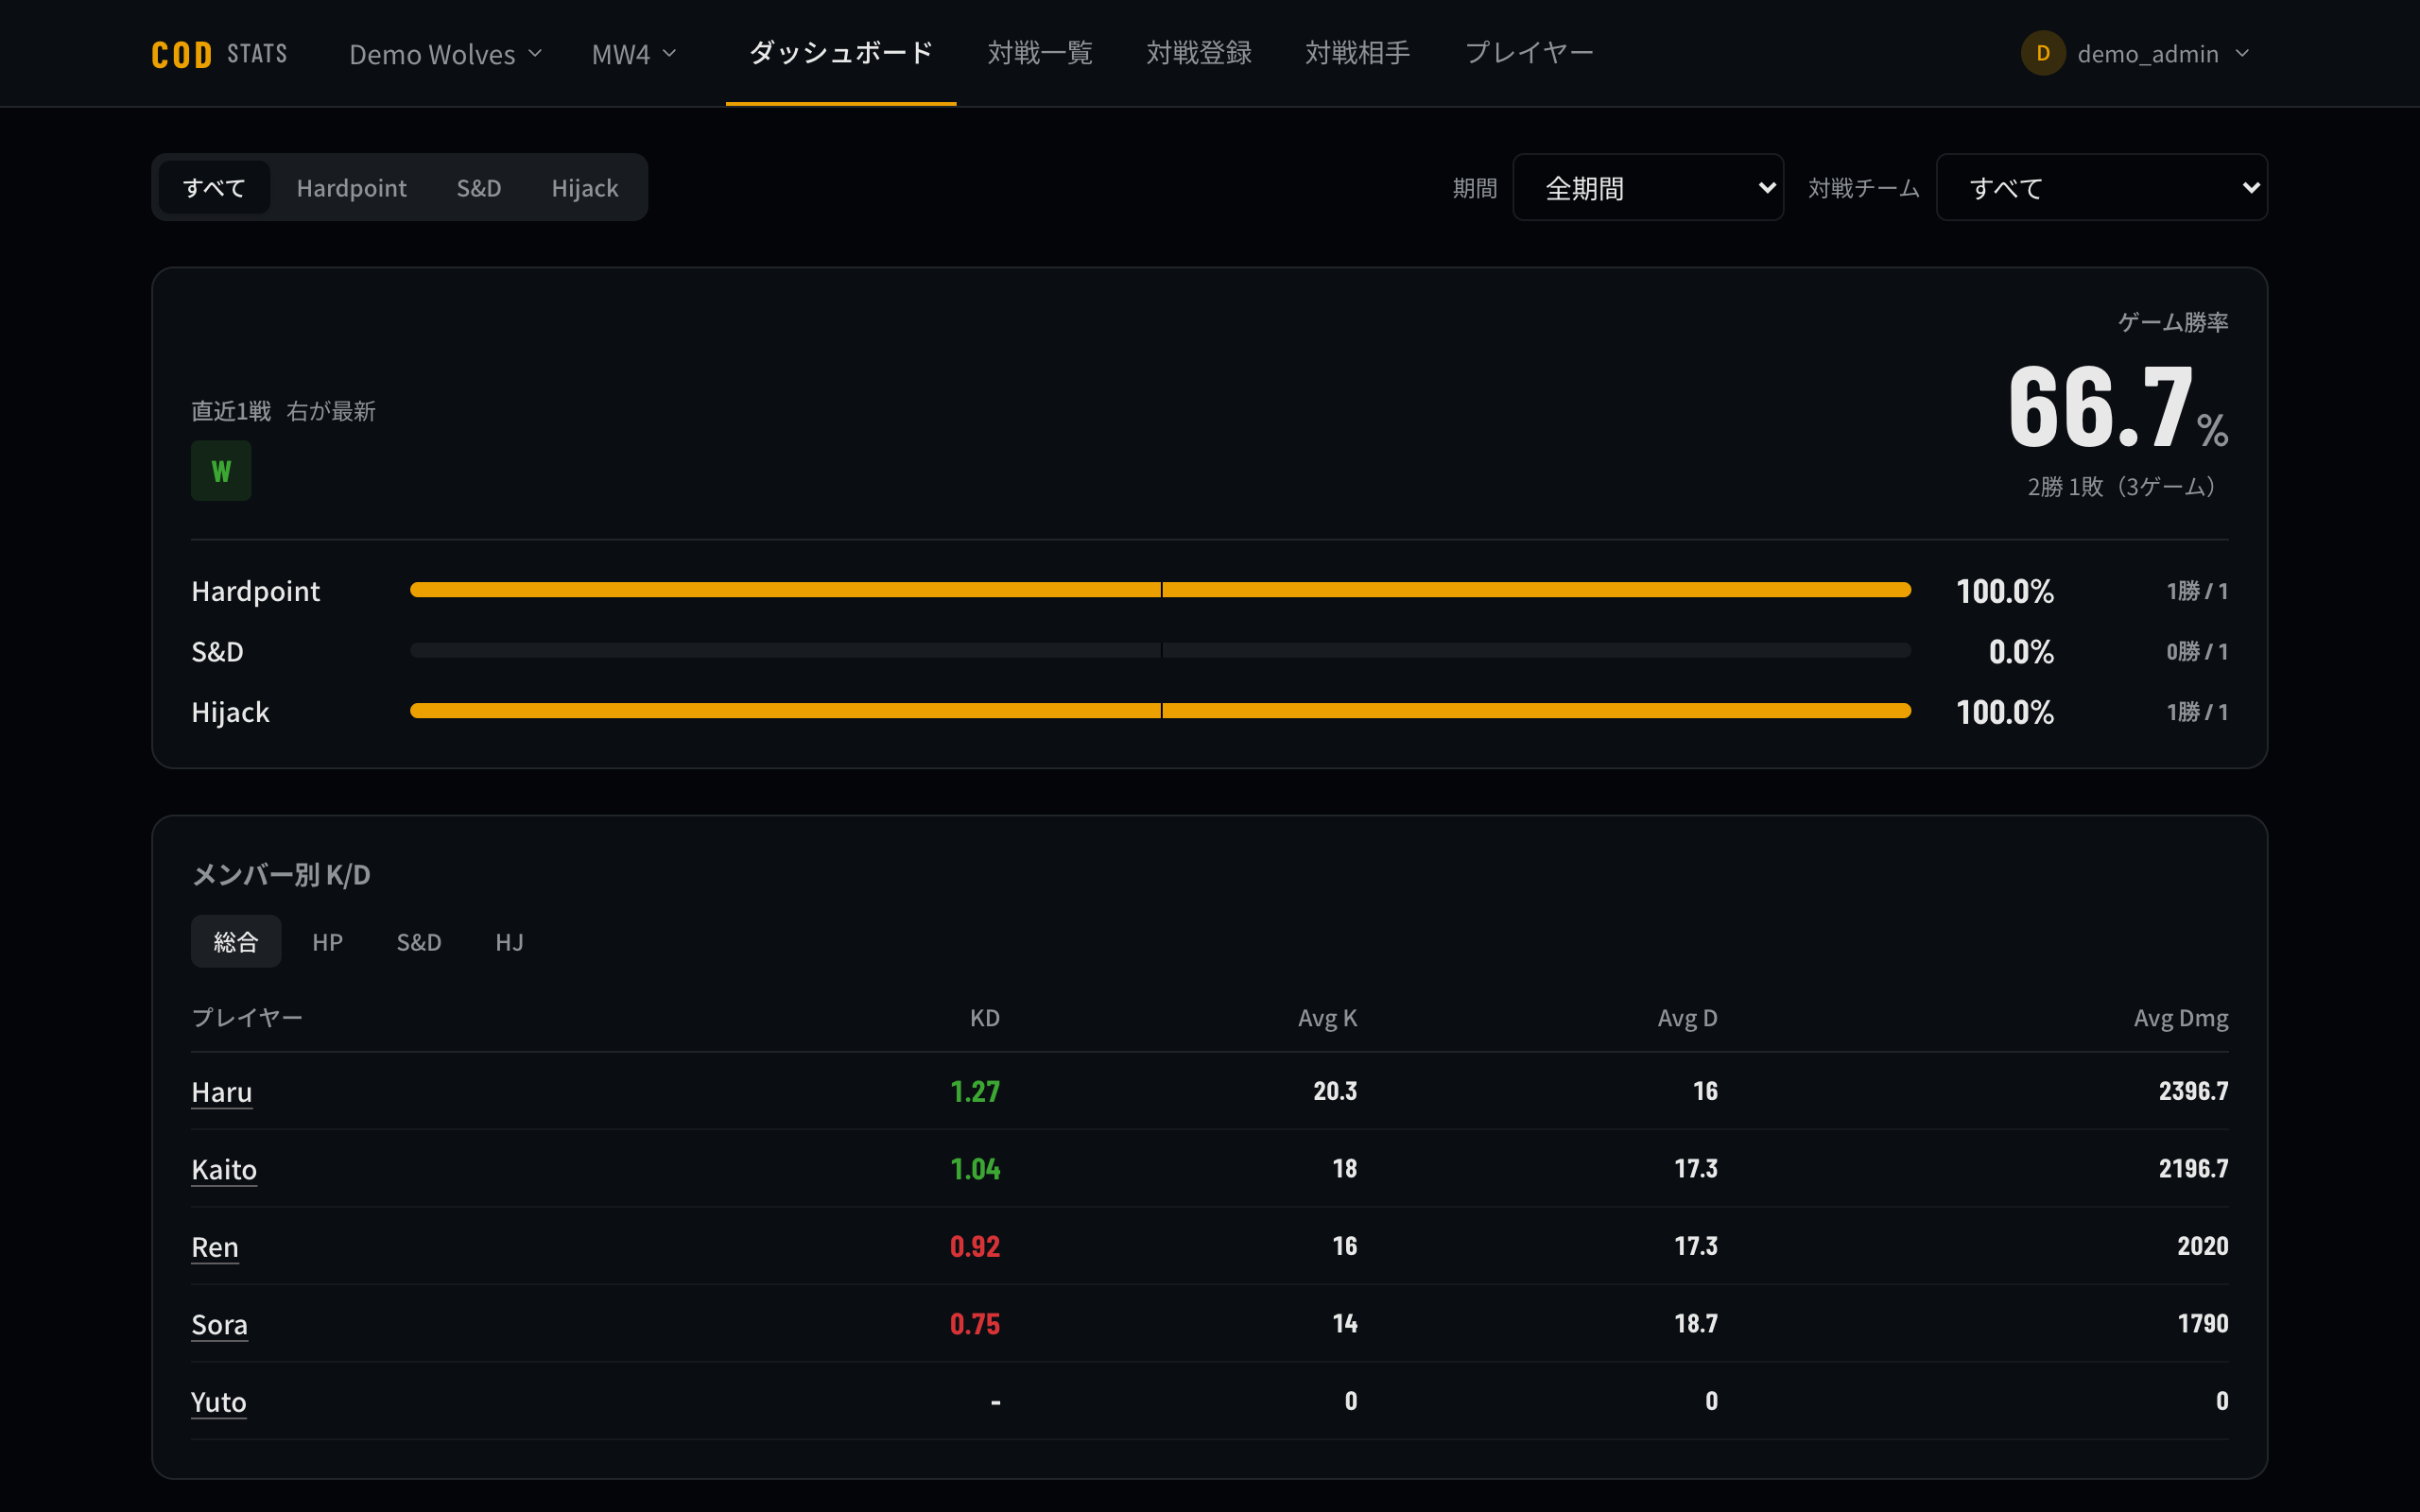 COD STATS Demo Wolves MW4 ダッシュボード 対戦一覧 対戦登録 対戦相手 プレイヤー D demo_admin
すべて Hardpoint S&D Hijack 期間 全期間 対戦チーム すべて
ゲーム勝率
66.7%
2勝 1敗（3ゲーム）
直近1戦 右が最新
W
Hardpoint 100.0% 1勝 / 1
S&D 0.0% 0勝 / 1
Hijack 100.0% 1勝 / 1
メンバー別 K/D
総合 HP S&D HJ
プレイヤー KD Avg K Avg D Avg Dmg
Haru 1.27 20.3 16 2396.7
Kaito 1.04 18 17.3 2196.7
Ren 0.92 16 17.3 2020
Sora 0.75 14 18.7 1790
Yuto - 0 0 0